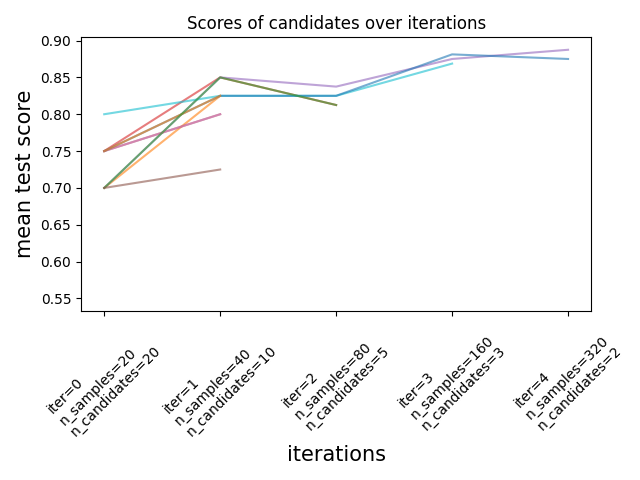 Scores of candidates over iterations
mean test score
0.90
0.85
0.80
0.75
0.70
0.65
0.60
0.55
iter=0
n_samples=20
n_candidates=20
iter=1
n_samples=40
n_candidates=10
iter=2
n_samples=80
n_candidates=5
iter=3
n_samples=160
n_candidates=3
iter=4
n_samples=320
n_candidates=2
iterations